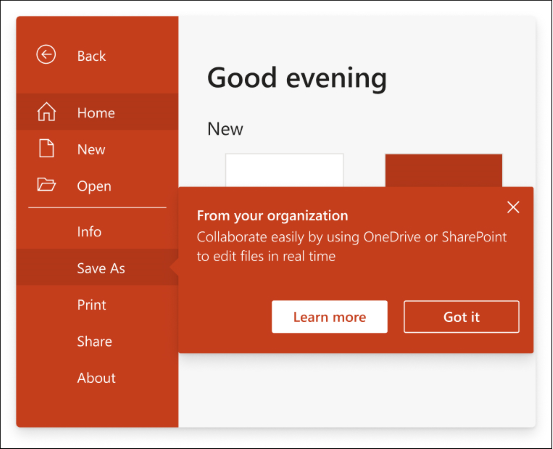 Back
Home
New
Open
Info
Save As
Print
Share
About
Good evening
New
From your organization
Collaborate easily by using OneDrive or SharePoint
to edit files in real time
Learn more
Got it